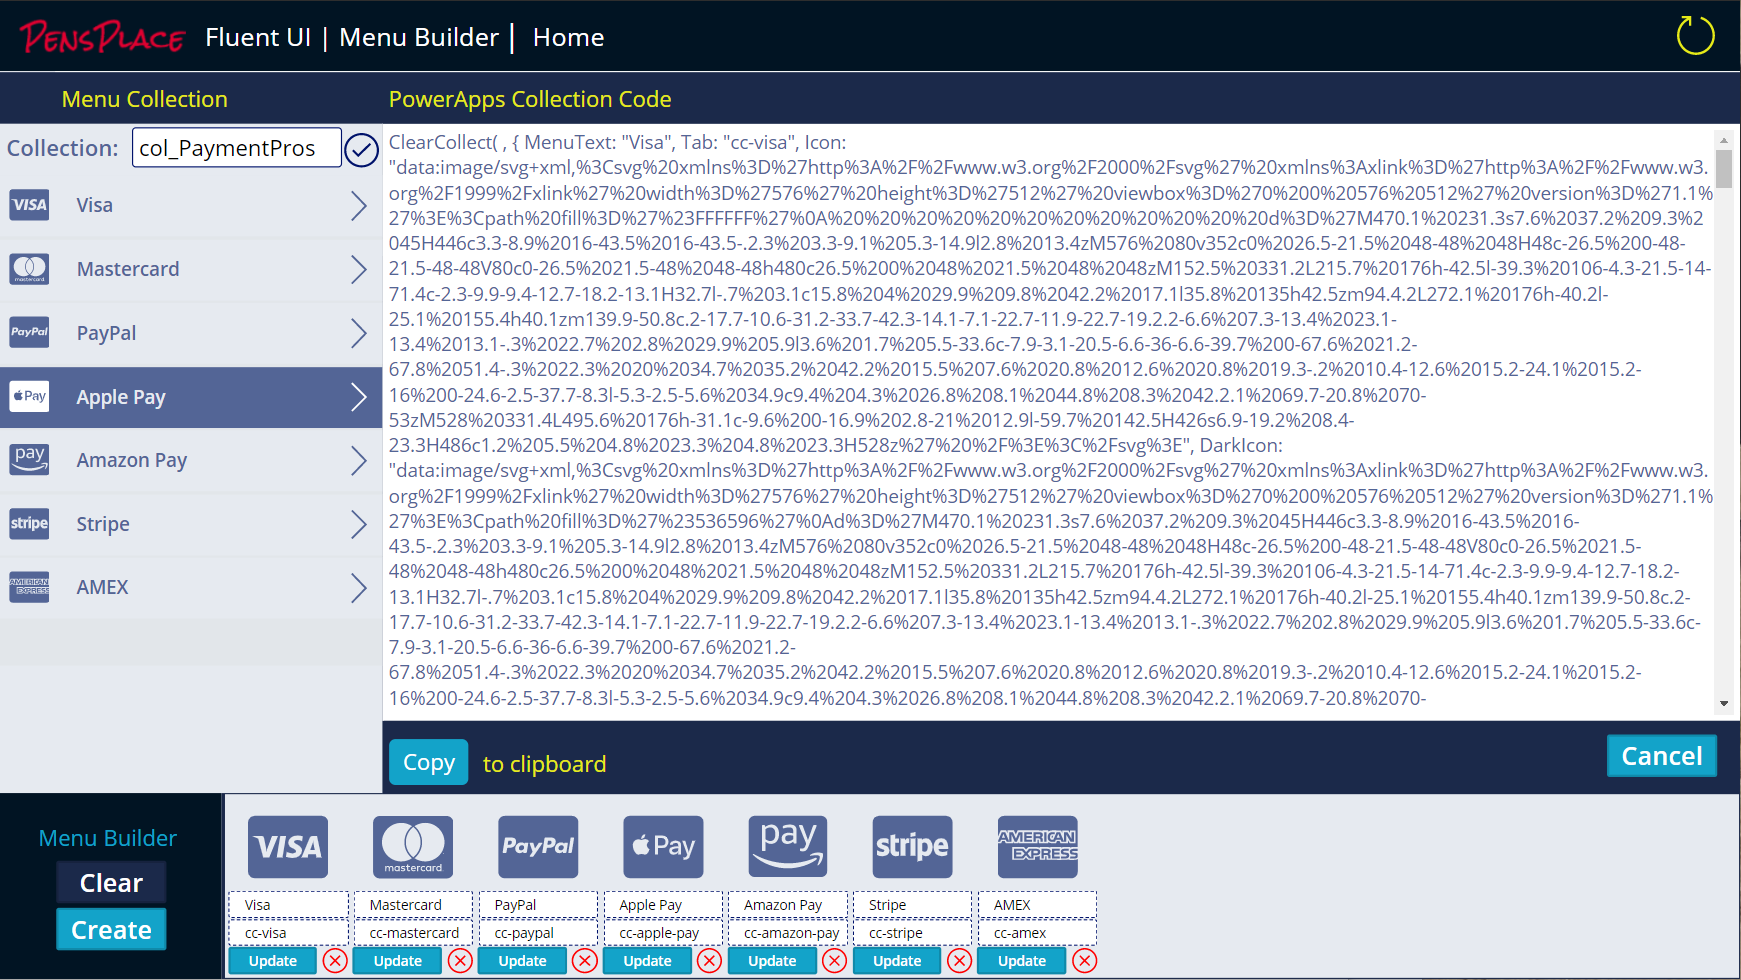 PENSPLACE Fluent UI | Menu Builder | Home
Menu Collection
PowerApps Collection Code
Collection: col_PaymentPros
VISA Visa
mastercard Mastercard
PayPal PayPal
Pay Apple Pay
pay Amazon Pay
stripe Stripe
AMERICAN EXPRESS AMEX
ClearCollect( , { MenuText: "Visa", Tab: "cc-visa", Icon:
"data:image/svg+xml,%3Csvg%20xmlns%3D%27http%3A%2F%2Fwww.w3.org%2F2000%2Fsvg%27%20xmlns%3Axlink%3D%27http%3A%2F%2Fwww.w3.
org%2F1999%2Fxlink%27%20width%3D%27576%27%20height%3D%27512%27%20viewbox%3D%270%200%20576%20512%27%20version%3D%271.1%
27%3E%3Cpath%20fill%3D%27%23FFFFFF%27%0A%20%20%20%20%20%20%20%20%20%20%20%20d%3D%27M470.1%20231.3s7.6%2037.2%209.3%2
045H446c3.3-8.9%2016-43.5%2016-43.5-.2.3%203.3-9.1%205.3-14.9l2.8%2013.4zM576%2080v352c0%2026.5-21.5%2048-48%2048H48c-26.5%200-48-
21.5-48-48V80c0-26.5%2021.5-48%2048-48h480c26.5%200%2048%2021.5%2048%2048zM152.5%20331.2L215.7%20176h-42.5l-39.3%20106-4.3-21.5-14-
71.4c-2.3-9.9-9.4-12.7-18.2-13.1H32.7l-.7%203.1c15.8%204%2029.9%209.8%2042.2%2017.1l35.8%20135h42.5zm94.4.2L272.1%20176h-40.2l-
25.1%20155.4h40.1zm139.9-50.8c.2-17.7-10.6-31.2-33.7-42.3-14.1-7.1-22.7-11.9-22.7-19.2.2-6.6%207.3-13.4%2023.1-
13.4%2013.1-.3%2022.7%202.8%2029.9%205.9l3.6%201.7%205.5-33.6c-7.9-3.1-20.5-6.6-36-6.6-39.7%200-67.6%2021.2-
67.8%2051.4-.3%2022.3%2020%2034.7%2035.2%2042.2%2015.5%207.6%2020.8%2012.6%2020.8%2019.3-.2%2010.4-12.6%2015.2-24.1%2015.2-
16%200-24.6-2.5-37.7-8.3l-5.3-2.5-5.6%2034.9c9.4%204.3%2026.8%208.1%2044.8%208.3%2042.2.1%2069.7-20.8%2070-
53zM528%20331.4L495.6%20176h-31.1c-9.6%200-16.9%202.8-21%2012.9l-59.7%20142.5H426s6.9-19.2%208.4-
23.3H486c1.2%205.5%204.8%2023.3%204.8%2023.3H528z%27%20%2F%3E%3C%2Fsvg%3E", DarkIcon:
"data:image/svg+xml,%3Csvg%20xmlns%3D%27http%3A%2F%2Fwww.w3.org%2F2000%2Fsvg%27%20xmlns%3Axlink%3D%27http%3A%2F%2Fwww.w3.
org%2F1999%2Fxlink%27%20width%3D%27576%27%20height%3D%27512%27%20viewbox%3D%270%200%20576%20512%27%20version%3D%271.1%
27%3E%3Cpath%20fill%3D%27%23536596%27%0Ad%3D%27M470.1%20231.3s7.6%2037.2%209.3%2045H446c3.3-8.9%2016-43.5%2016-
43.5-.2.3%203.3-9.1%205.3-14.9l2.8%2013.4zM576%2080v352c0%2026.5-21.5%2048-48%2048H48c-26.5%200-48-21.5-48-48V80c0-26.5%2021.5-
48%2048-48h480c26.5%200%2048%2021.5%2048%2048zM152.5%20331.2L215.7%20176h-42.5l-39.3%20106-4.3-21.5-14-71.4c-2.3-9.9-9.4-12.7-18.2-
13.1H32.7l-.7%203.1c15.8%204%2029.9%209.8%2042.2%2017.1l35.8%20135h42.5zm94.4.2L272.1%20176h-40.2l-25.1%20155.4h40.1zm139.9-50.8c.2-
17.7-10.6-31.2-33.7-42.3-14.1-7.1-22.7-11.9-22.7-19.2.2-6.6%207.3-13.4%2023.1-13.4%2013.1-.3%2022.7%202.8%2029.9%205.9l3.6%201.7%205.5-33.6c-
7.9-3.1-20.5-6.6-36-6.6-39.7%200-67.6%2021.2-
67.8%2051.4-.3%2022.3%2020%2034.7%2035.2%2042.2%2015.5%207.6%2020.8%2012.6%2020.8%2019.3-.2%2010.4-12.6%2015.2-24.1%2015.2-
16%200-24.6-2.5-37.7-8.3l-5.3-2.5-5.6%2034.9c9.4%204.3%2026.8%208.1%2044.8%208.3%2042.2.1%2069.7-20.8%2070-
Copy to clipboard
Cancel
Menu Builder
Clear
Create
VISA mastercard PayPal Pay pay stripe AMERICAN EXPRESS
Visa Mastercard PayPal Apple Pay Amazon Pay Stripe AMEX
cc-visa cc-mastercard cc-paypal cc-apple-pay cc-amazon-pay cc-stripe cc-amex
Update Update Update Update Update Update Update